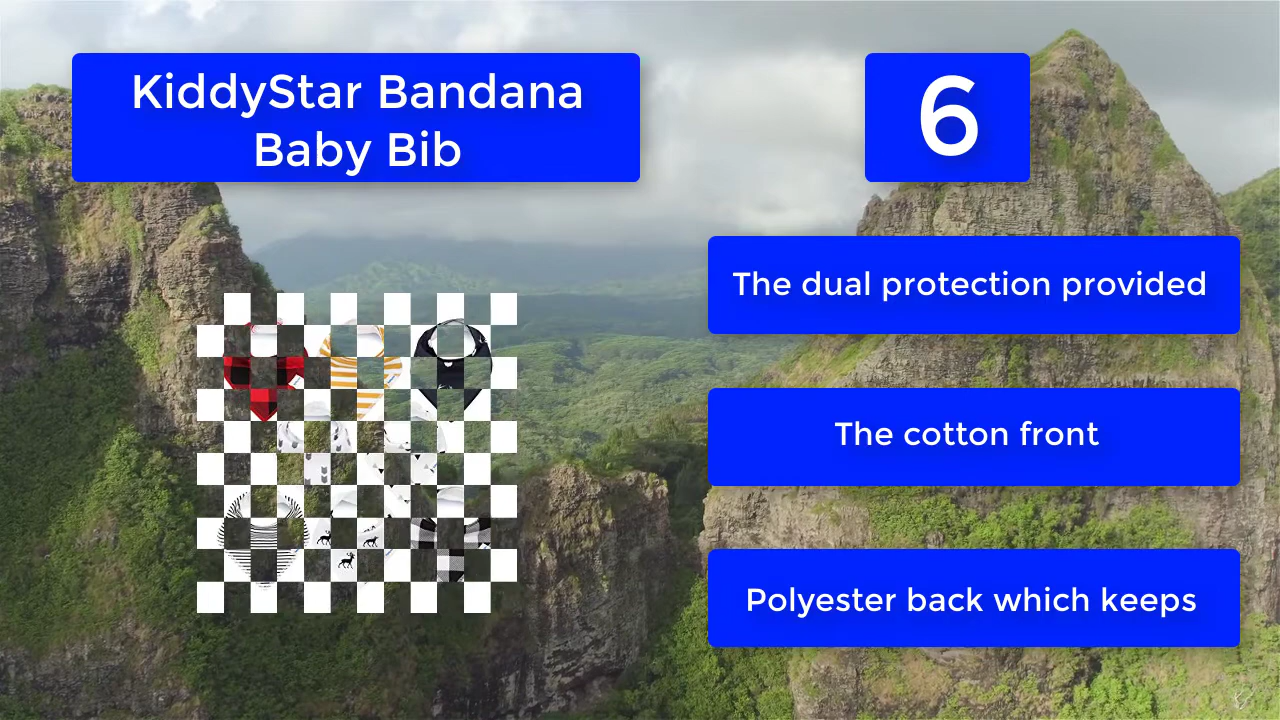 KiddyStar Bandana
Baby Bib
6
The dual protection provided
The cotton front
Polyester back which keeps